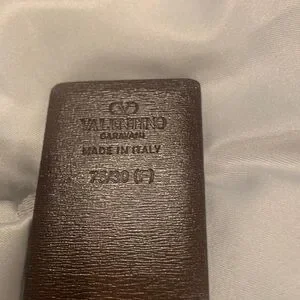 VALENTINO
GARAVANI
MADE IN ITALY
75/30 (F)